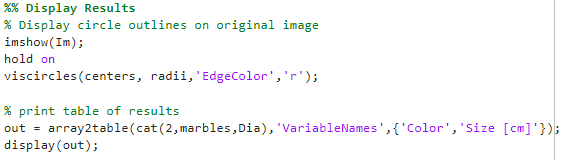 %% Display Results
% Display circle outlines on original image
imshow(Im);
hold on
viscircles(centers, radii,'EdgeColor','r');
% print table of results
out = array2table(cat(2,marbles,Dia),'VariableNames',{'Color','Size [cm]'});
display(out);